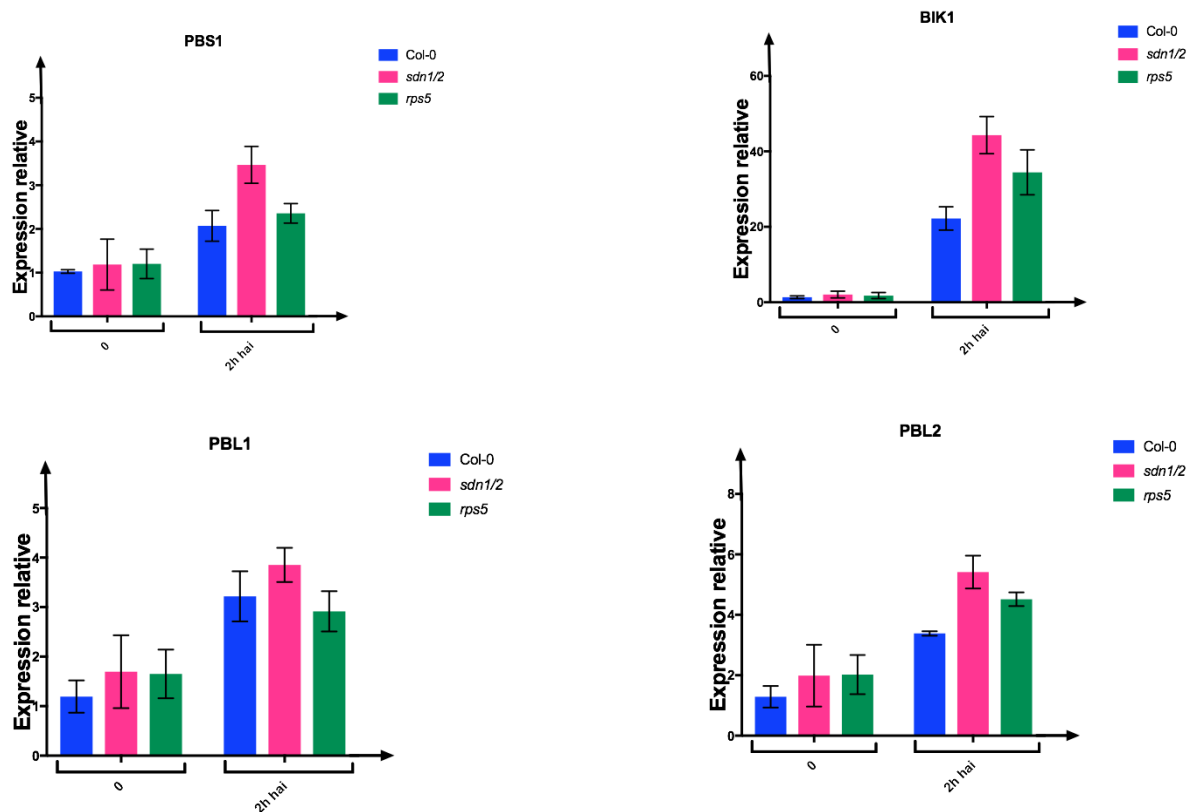 PBS1
Col-0
sdn1/2
rps5
Expression relative
5
4
3
2
1
0
0
2h hai
BIK1
Col-0
sdn1/2
rps5
Expression relative
60
40
20
0
0
2h hai
PBL1
Col-0
sdn1/2
rps5
Expression relative
5
4
3
2
1
0
0
2h hai
PBL2
Col-0
sdn1/2
rps5
Expression relative
8
6
4
2
0
0
2h hai